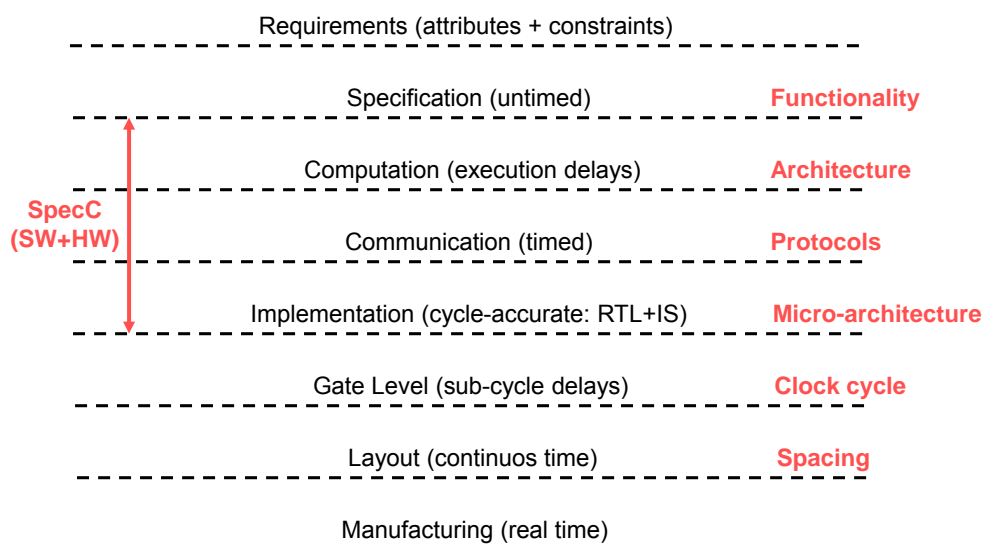 Requirements (attributes + constraints)
Specification (untimed) Functionality
Computation (execution delays) Architecture
SpecC
(SW+HW)
Communication (timed) Protocols
Implementation (cycle-accurate: RTL+IS) Micro-architecture
Gate Level (sub-cycle delays) Clock cycle
Layout (continuos time) Spacing
Manufacturing (real time)